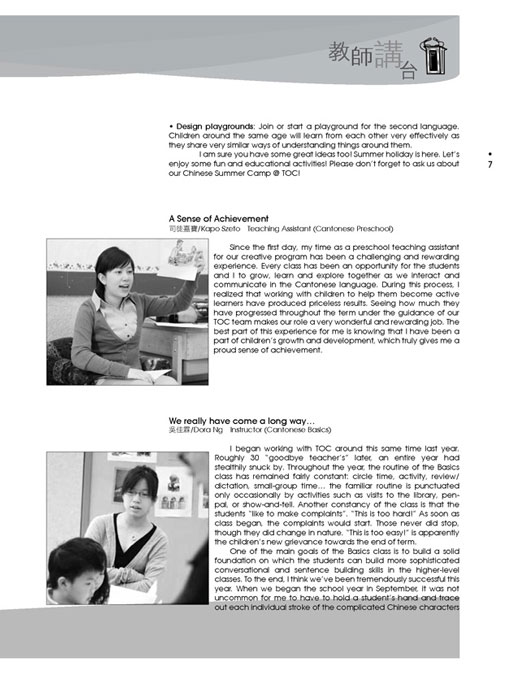 教師講台
• Design playgrounds: Join or start a playground for the second language.
Children around the same age will learn from each other very effectively as
they share very similar ways of understanding things around them.
I am sure you have some great ideas too! Summer holiday is here. Let's
enjoy some fun and educational activities! Please don't forget to ask us about
our Chinese Summer Camp @ TOC!
•
7
A Sense of Achievement
司徒嘉寶/Kapo Szeto Teaching Assistant (Cantonese Preschool)
Since the first day, my time as a preschool teaching assistant
for our creative program has been a challenging and rewarding
experience. Every class has been an opportunity for the students
and I to grow, learn and explore together as we interact and
communicate in the Cantonese language. During this process, I
realized that working with children to help them become active
learners have produced priceless results. Seeing how much they
have progressed throughout the term under the guidance of our
TOC team makes our role a very wonderful and rewarding job. The
best part of this experience for me is knowing that I have been a
part of children's growth and development, which truly gives me a
proud sense of achievement.
We really have come a long way...
吳佳霖/Dora Ng Instructor (Cantonese Basics)
I began working with TOC around this same time last year.
Roughly 30 “goodbye teacher's” later, an entire year had
stealthily snuck by. Throughout the year, the routine of the Basics
class has remained fairly constant: circle time, activity, review/
dictation, small-group time... the familiar routine is punctuated
only occasionally by activities such as visits to the library, pen-
pal, or show-and-tell. Another constancy of the class is that the
students “like to make complaints”. “This is too hard!” As soon as
class began, the complaints would start. Those never did stop,
though they did change in nature. “This is too easy!” is apparently
the children's new grievance towards the end of term.
One of the main goals of the Basics class is to build a solid
foundation on which the students can build more sophisticated
conversational and sentence building skills in the higher-level
classes. To the end, I think we've been tremendously successful this
year. When we began the school year in September, it was not
uncommon for me to have to hold a student's hand and trace
out each individual stroke of the complicated Chinese characters